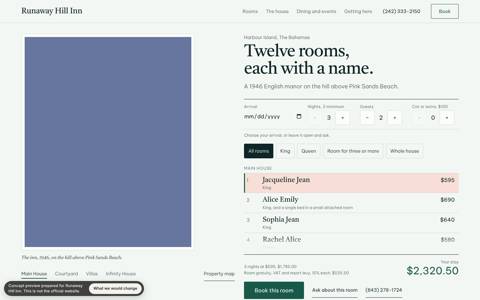 Runaway Hill Inn
Rooms The house Dining and events Getting here (242) 333-2150 Book
Harbour Island, The Bahamas
Twelve rooms,
each with a name.
A 1946 English manor on the hill above Pink Sands Beach.
Arrival Nights, 3 minimum Guests Cot or extra, $100
mm/dd/yyyy - 3 + - 2 + - 0 +
Choose your arrival, or leave it open and ask.
All rooms King Queen Room for three or more Whole house
MAIN HOUSE
1 Jacqueline Jean $595
King
2 Alice Emily $690
King, and a single bed in a small attached room
3 Sophia Jean $640
King
4 Rachel Alice $580
The inn, 1946, on the hill above Pink Sands Beach.
Main House Courtyard Villas Infinity House Property map
3 nights at $595, $1,785.00
Room gratuity, VAT and resort levy, 10% each, $535.50
Your stay
$2,320.50
Concept preview prepared for Runaway
Hill Inn. This is not the official website.
What we would change
Book this room Ask about this room (843) 278-1724